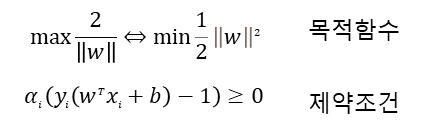 max 2/‖w‖ ⇔ min 1/2 ‖w‖² 목적함수
αᵢ(yᵢ(wᵀxᵢ + b) − 1) ≥ 0 제약조건